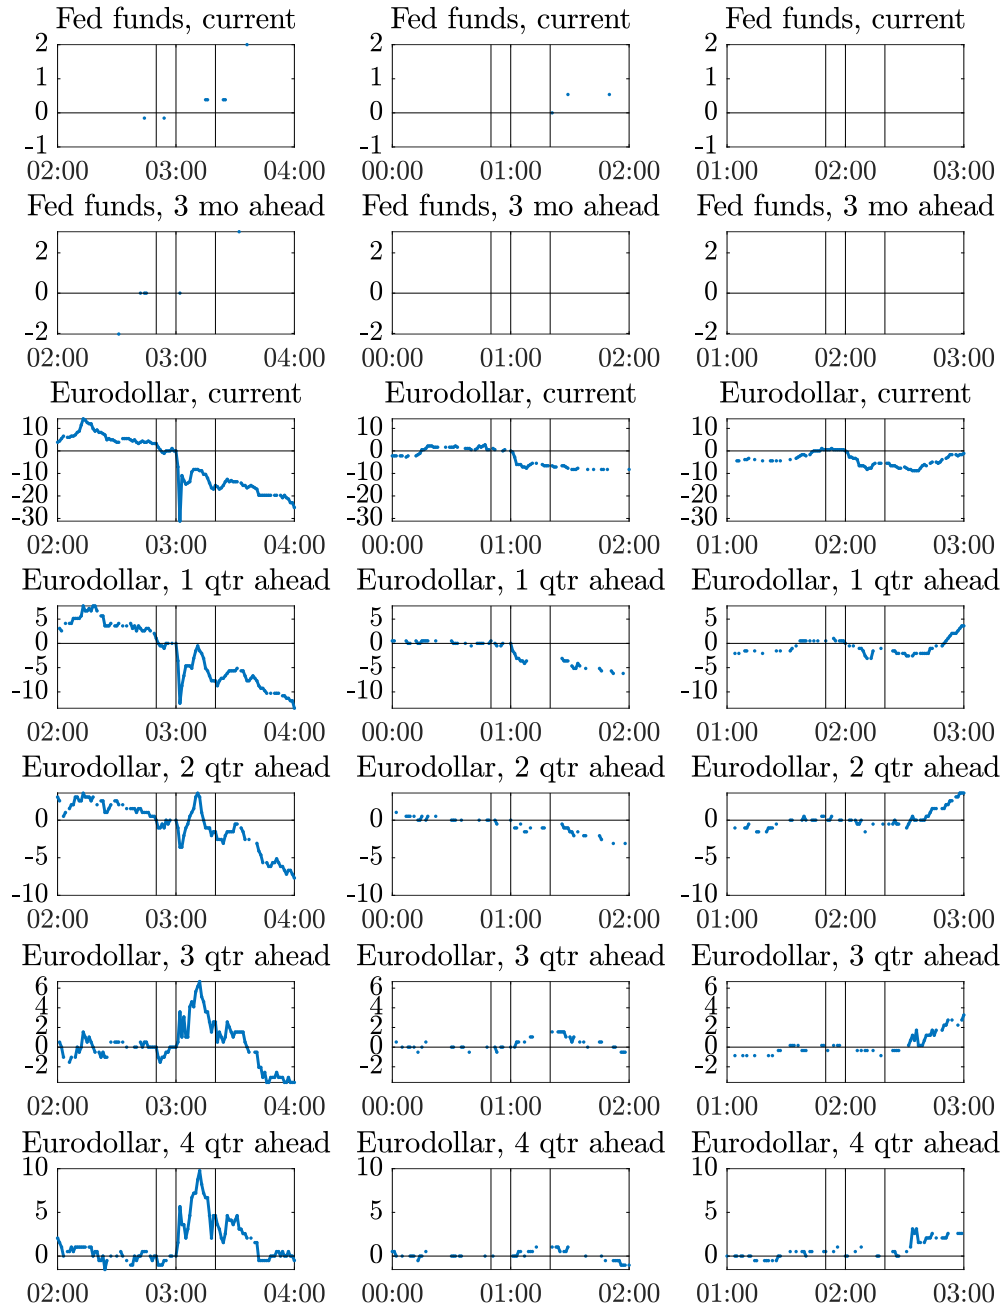 Fed funds, current Fed funds, current Fed funds, current
2 2 2
1 1 1
0 0 0
-1 -1 -1
02:00 03:00 04:00 00:00 01:00 02:00 01:00 02:00 03:00
Fed funds, 3 mo ahead Fed funds, 3 mo ahead Fed funds, 3 mo ahead
2 2 2
0 0 0
-2 -2 -2
02:00 03:00 04:00 00:00 01:00 02:00 01:00 02:00 03:00
Eurodollar, current Eurodollar, current Eurodollar, current
10 10 10
0 0 0
-10 -10 -10
-20 -20 -20
-30 -30 -30
02:00 03:00 04:00 00:00 01:00 02:00 01:00 02:00 03:00
Eurodollar, 1 qtr ahead Eurodollar, 1 qtr ahead Eurodollar, 1 qtr ahead
5 5 5
0 0 0
-5 -5 -5
-10 -10 -10
02:00 03:00 04:00 00:00 01:00 02:00 01:00 02:00 03:00
Eurodollar, 2 qtr ahead Eurodollar, 2 qtr ahead Eurodollar, 2 qtr ahead
0 0 0
-5 -5 -5
-10 -10 -10
02:00 03:00 04:00 00:00 01:00 02:00 01:00 02:00 03:00
Eurodollar, 3 qtr ahead Eurodollar, 3 qtr ahead Eurodollar, 3 qtr ahead
6 6 6
4 4 4
2 2 2
0 0 0
-2 -2 -2
02:00 03:00 04:00 00:00 01:00 02:00 01:00 02:00 03:00
Eurodollar, 4 qtr ahead Eurodollar, 4 qtr ahead Eurodollar, 4 qtr ahead
10 10 10
5 5 5
0 0 0
02:00 03:00 04:00 00:00 01:00 02:00 01:00 02:00 03:00